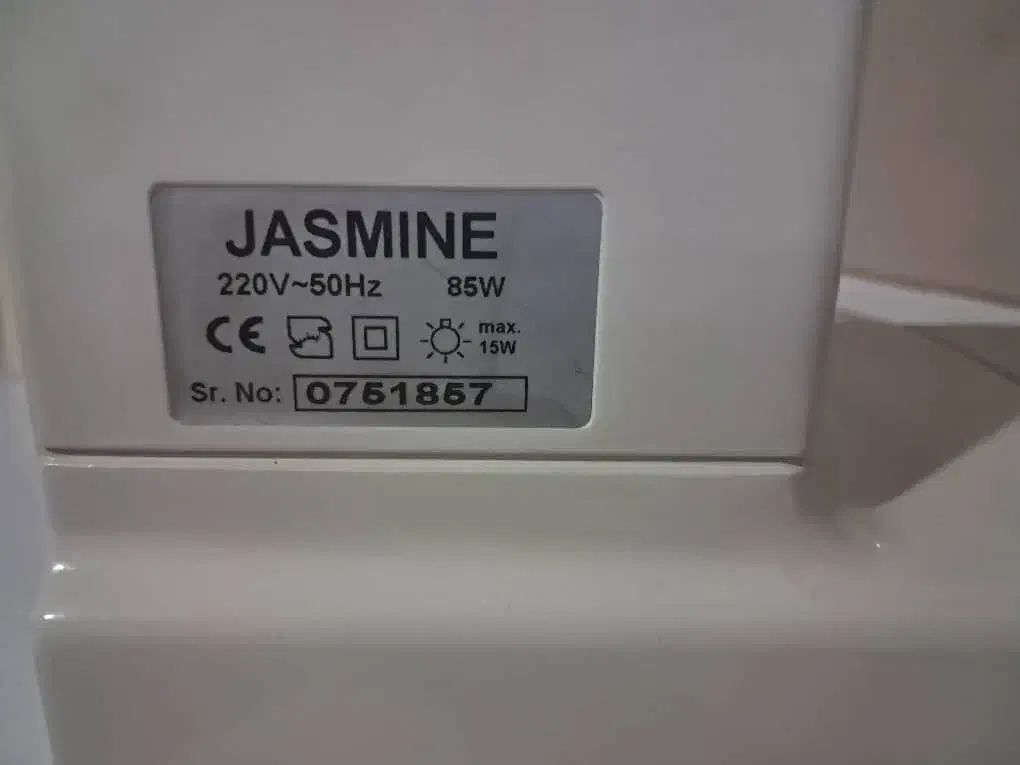 JASMINE
220V~50Hz 85W
CE max. 15W
Sr. No: 0751857